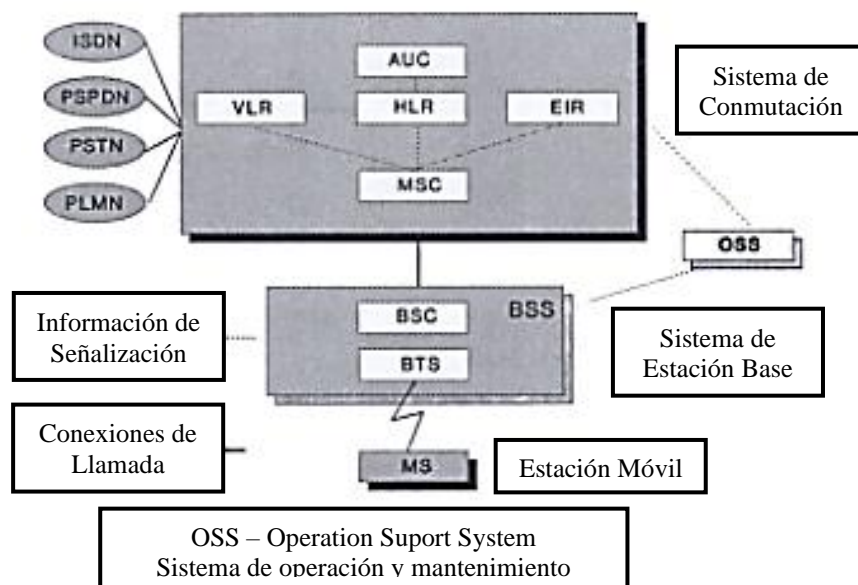 ISDN
PSPDN
PSTN
PLMN
AUC
VLR
HLR
EIR
MSC
Sistema de
Conmutación
OSS
BSS
BSC
BTS
Información de
Señalización
Sistema de
Estación Base
Conexiones de
Llamada
MS
Estación Móvil
OSS – Operation Suport System
Sistema de operación y mantenimiento